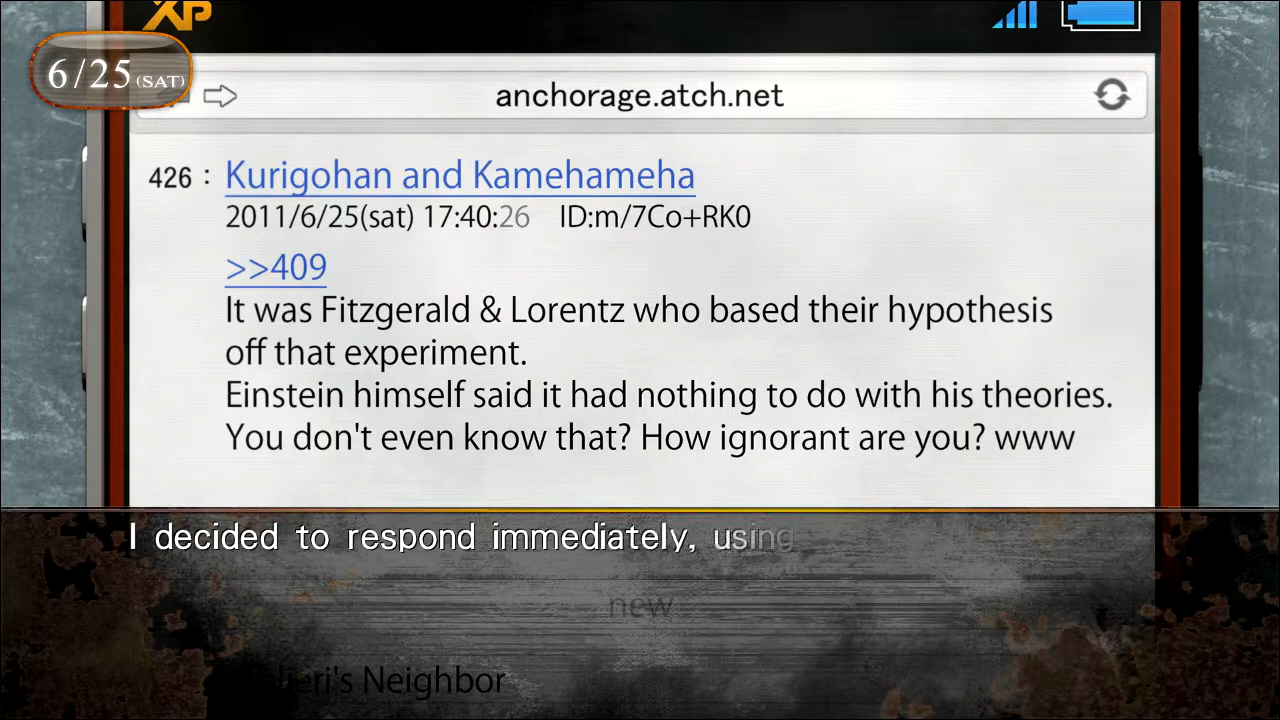 XP
6/25(SAT)
anchorage.atch.net
426 : Kurigohan and Kamehameha
2011/6/25(sat) 17:40:26 ID:m/7Co+RK0
>>409
It was Fitzgerald & Lorentz who based their hypothesis
off that experiment.
Einstein himself said it had nothing to do with his theories.
You don't even know that? How ignorant are you? www
I decided to respond immediately, using
new
Neighbor